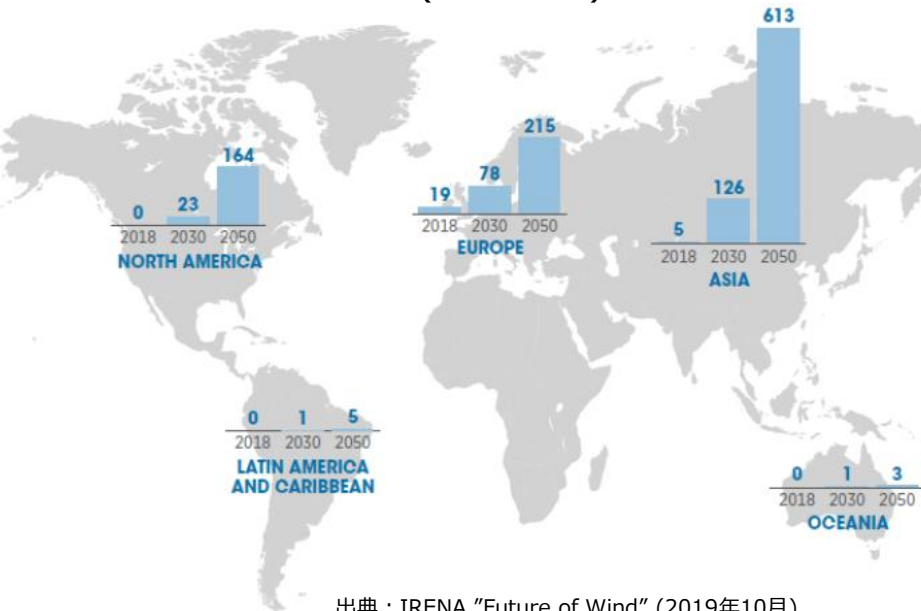 613
215
164
78
126
19
23
0
5
2018 2030 2050
NORTH AMERICA
2018 2030 2050
EUROPE
2018 2030 2050
ASIA
0 1 5
2018 2030 2050
LATIN AMERICA
AND CARIBBEAN
0 1 3
2018 2030 2050
OCEANIA
出典：IRENA "Future of Wind" (2019年10月)